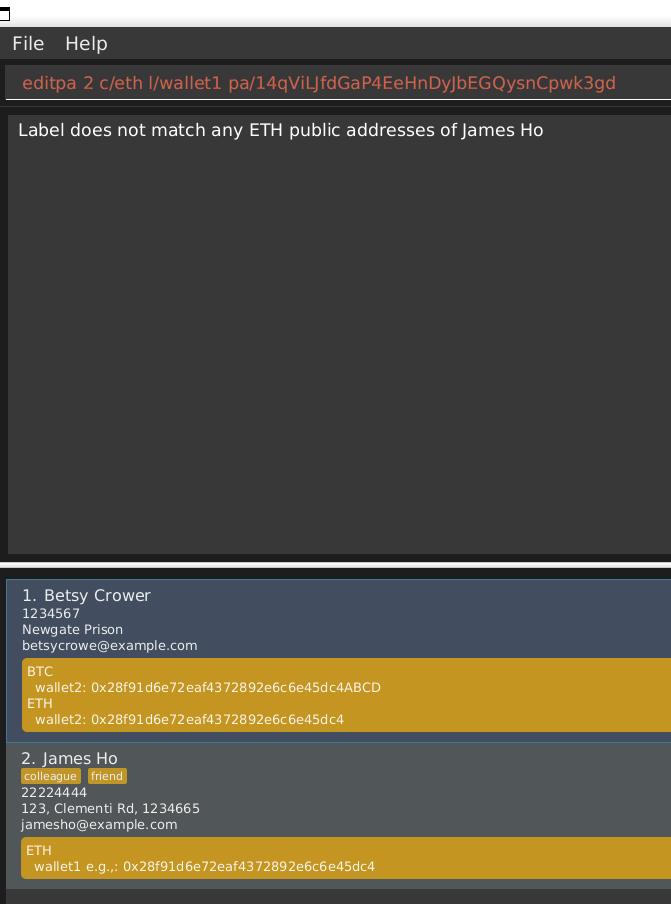 File Help
editpa 2 c/eth l/wallet1 pa/14qViLJfdGaP4EeHnDyJbEGQysnCpwk3gd
Label does not match any ETH public addresses of James Ho
1. Betsy Crower
1234567
Newgate Prison
betsycrowe@example.com
BTC
wallet2: 0x28f91d6e72eaf4372892e6c6e45dc4ABCD
ETH
wallet2: 0x28f91d6e72eaf4372892e6c6e45dc4
2. James Ho
colleague friend
22224444
123, Clementi Rd, 1234665
jamesho@example.com
ETH
wallet1 e.g.,: 0x28f91d6e72eaf4372892e6c6e45dc4